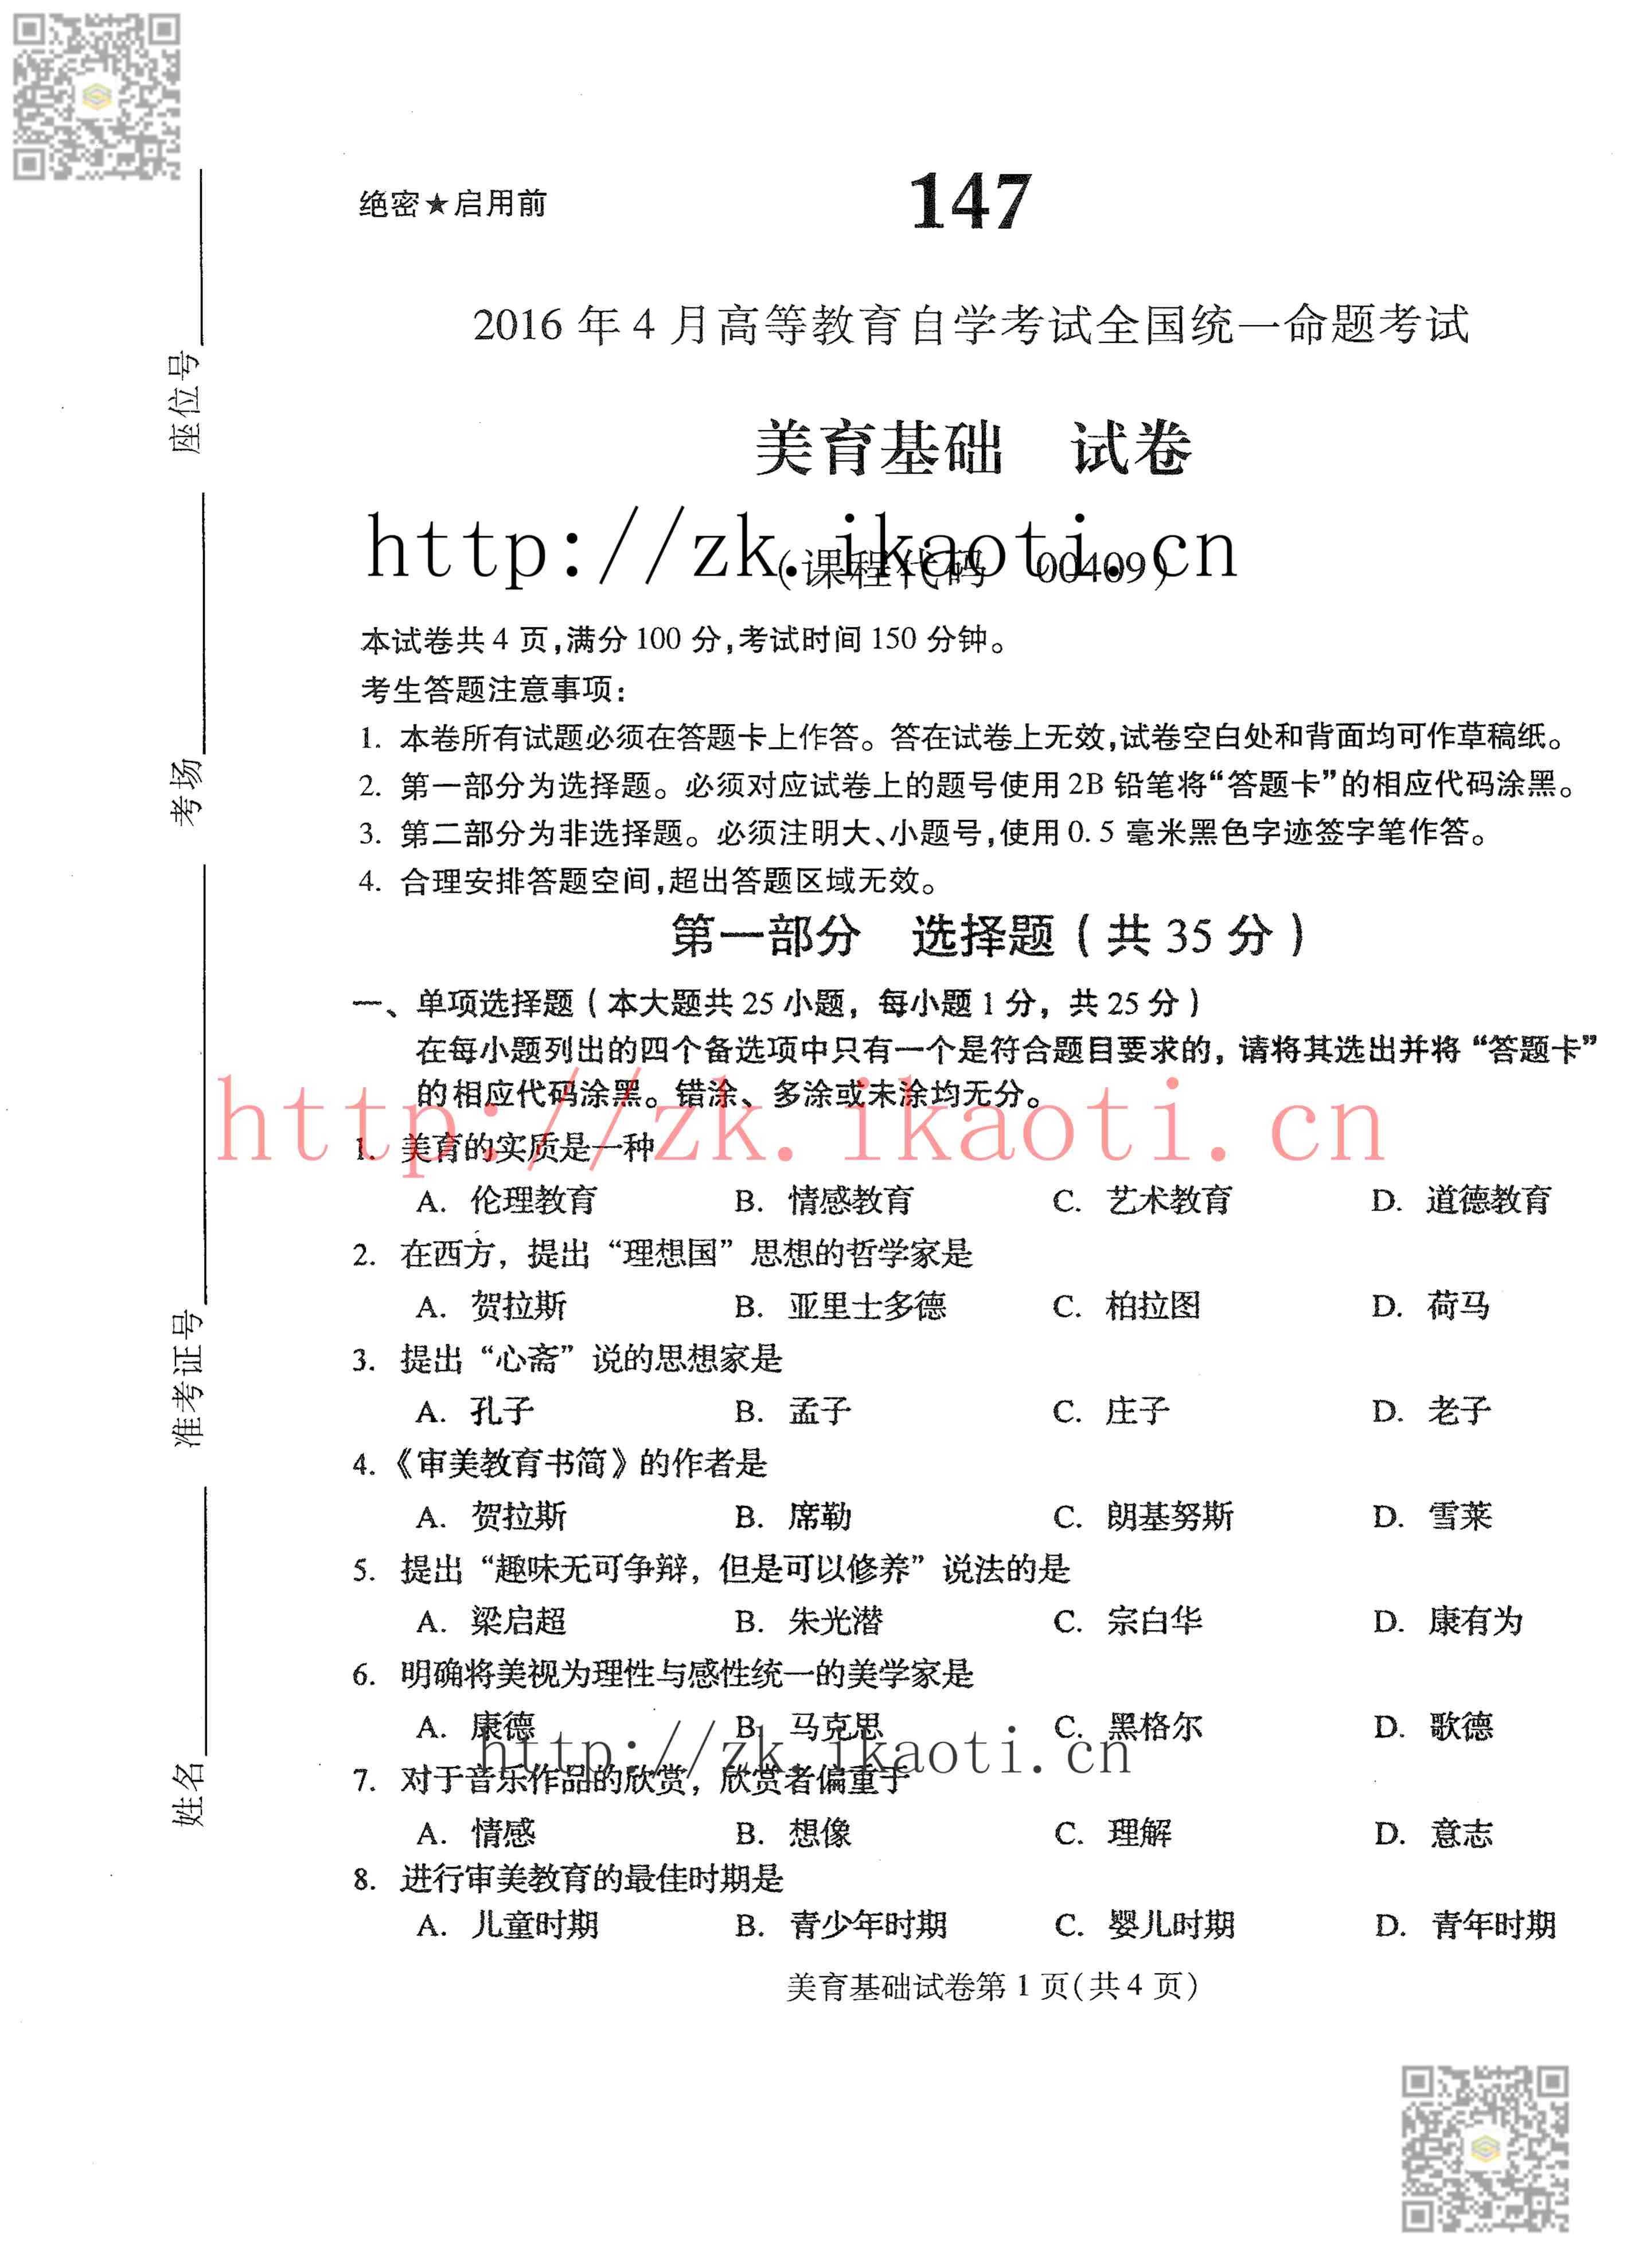 绝密★启用前
147
2016 年 4 月高等教育自学考试全国统一命题考试
美育基础 试卷
(课程代码 00409)
http://zk.ikaoti.cn
本试卷共 4 页,满分 100 分,考试时间 150 分钟。
考生答题注意事项:
1. 本卷所有试题必须在答题卡上作答。答在试卷上无效,试卷空白处和背面均可作草稿纸。
2. 第一部分为选择题。必须对应试卷上的题号使用 2B 铅笔将“答题卡”的相应代码涂黑。
3. 第二部分为非选择题。必须注明大、小题号,使用 0.5 毫米黑色字迹签字笔作答。
4. 合理安排答题空间,超出答题区域无效。
第一部分 选择题(共 35 分)
一、单项选择题(本大题共 25 小题,每小题 1 分,共 25 分)
在每小题列出的四个备选项中只有一个是符合题目要求的,请将其选出并将“答题卡”
的相应代码涂黑。错涂、多涂或未涂均无分。
http://zk.ikaoti.cn
1. 美育的实质是一种
A. 伦理教育 B. 情感教育 C. 艺术教育 D. 道德教育
2. 在西方,提出“理想国”思想的哲学家是
A. 贺拉斯 B. 亚里士多德 C. 柏拉图 D. 荷马
3. 提出“心斋”说的思想家是
A. 孔子 B. 孟子 C. 庄子 D. 老子
4.《审美教育书简》的作者是
A. 贺拉斯 B. 席勒 C. 朗基努斯 D. 雪莱
5. 提出“趣味无可争辩,但是可以修养”说法的是
A. 梁启超 B. 朱光潜 C. 宗白华 D. 康有为
6. 明确将美视为理性与感性统一的美学家是
A. 康德 B. 马克思 C. 黑格尔 D. 歌德
http://zk.ikaoti.cn
7. 对于音乐作品的欣赏,欣赏者偏重于
A. 情感 B. 想像 C. 理解 D. 意志
8. 进行审美教育的最佳时期是
A. 儿童时期 B. 青少年时期 C. 婴儿时期 D. 青年时期
美育基础试卷第 1 页(共 4 页)
座位号
考场
准考证号
姓名